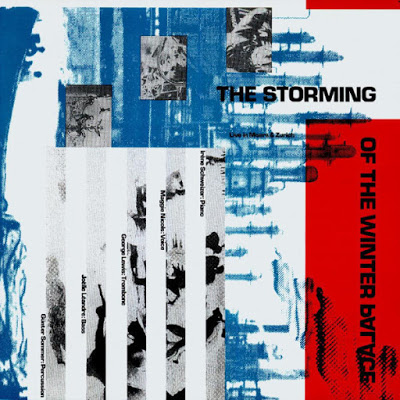 THE STORMING
OF THE WINTER PALACE
Live in Moers & Zurich
Irène Schweizer: Piano
Maggie Nicols: Voice
George Lewis: Trombone
Joëlle Léandre: Bass
Günter Sommer: Percussion